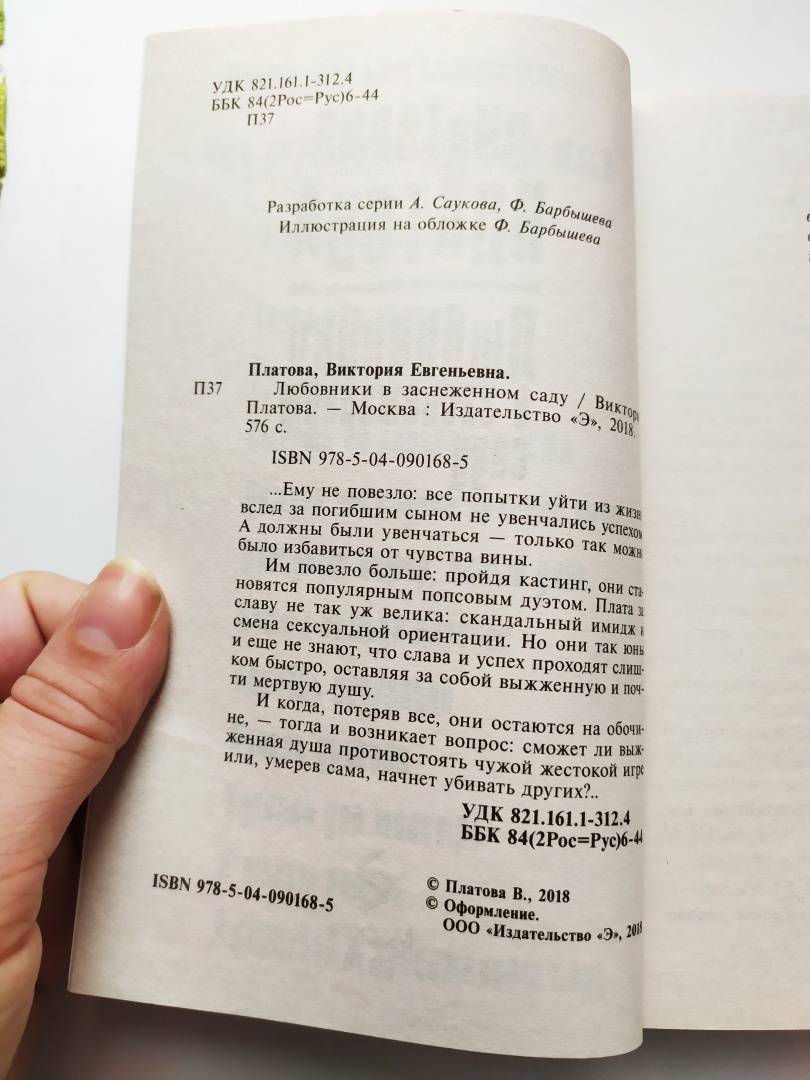 УДК 821.161.1-312.4
ББК 84(2Рос=Рус)6-44
П37
Разработка серии А. Саукова, Ф. Барбышева
Иллюстрация на обложке Ф. Барбышева
Платова, Виктория Евгеньевна.
П37 Любовники в заснеженном саду / Виктори
Платова. — Москва : Издательство «Э», 2018.
576 с.
ISBN 978-5-04-090168-5
...Ему не повезло: все попытки уйти из жизн
вслед за погибшим сыном не увенчались успехом
А должны были увенчаться — только так можн
было избавиться от чувства вины.
Им повезло больше: пройдя кастинг, они ста-
новятся популярным попсовым дуэтом. Плата за
славу не так уж велика: скандальный имидж и
смена сексуальной ориентации. Но они так юны
и еще не знают, что слава и успех проходят слиш-
ком быстро, оставляя за собой выжженную и поч-
ти мертвую душу.
И когда, потеряв все, они остаются на обочи-
не, — тогда и возникает вопрос: сможет ли выж-
женная душа противостоять чужой жестокой игре
или, умерев сама, начнет убивать других?..
УДК 821.161.1-312.4
ББК 84(2Рос=Рус)6-44
© Платова В., 2018
© Оформление.
ООО «Издательство «Э», 2018
ISBN 978-5-04-090168-5